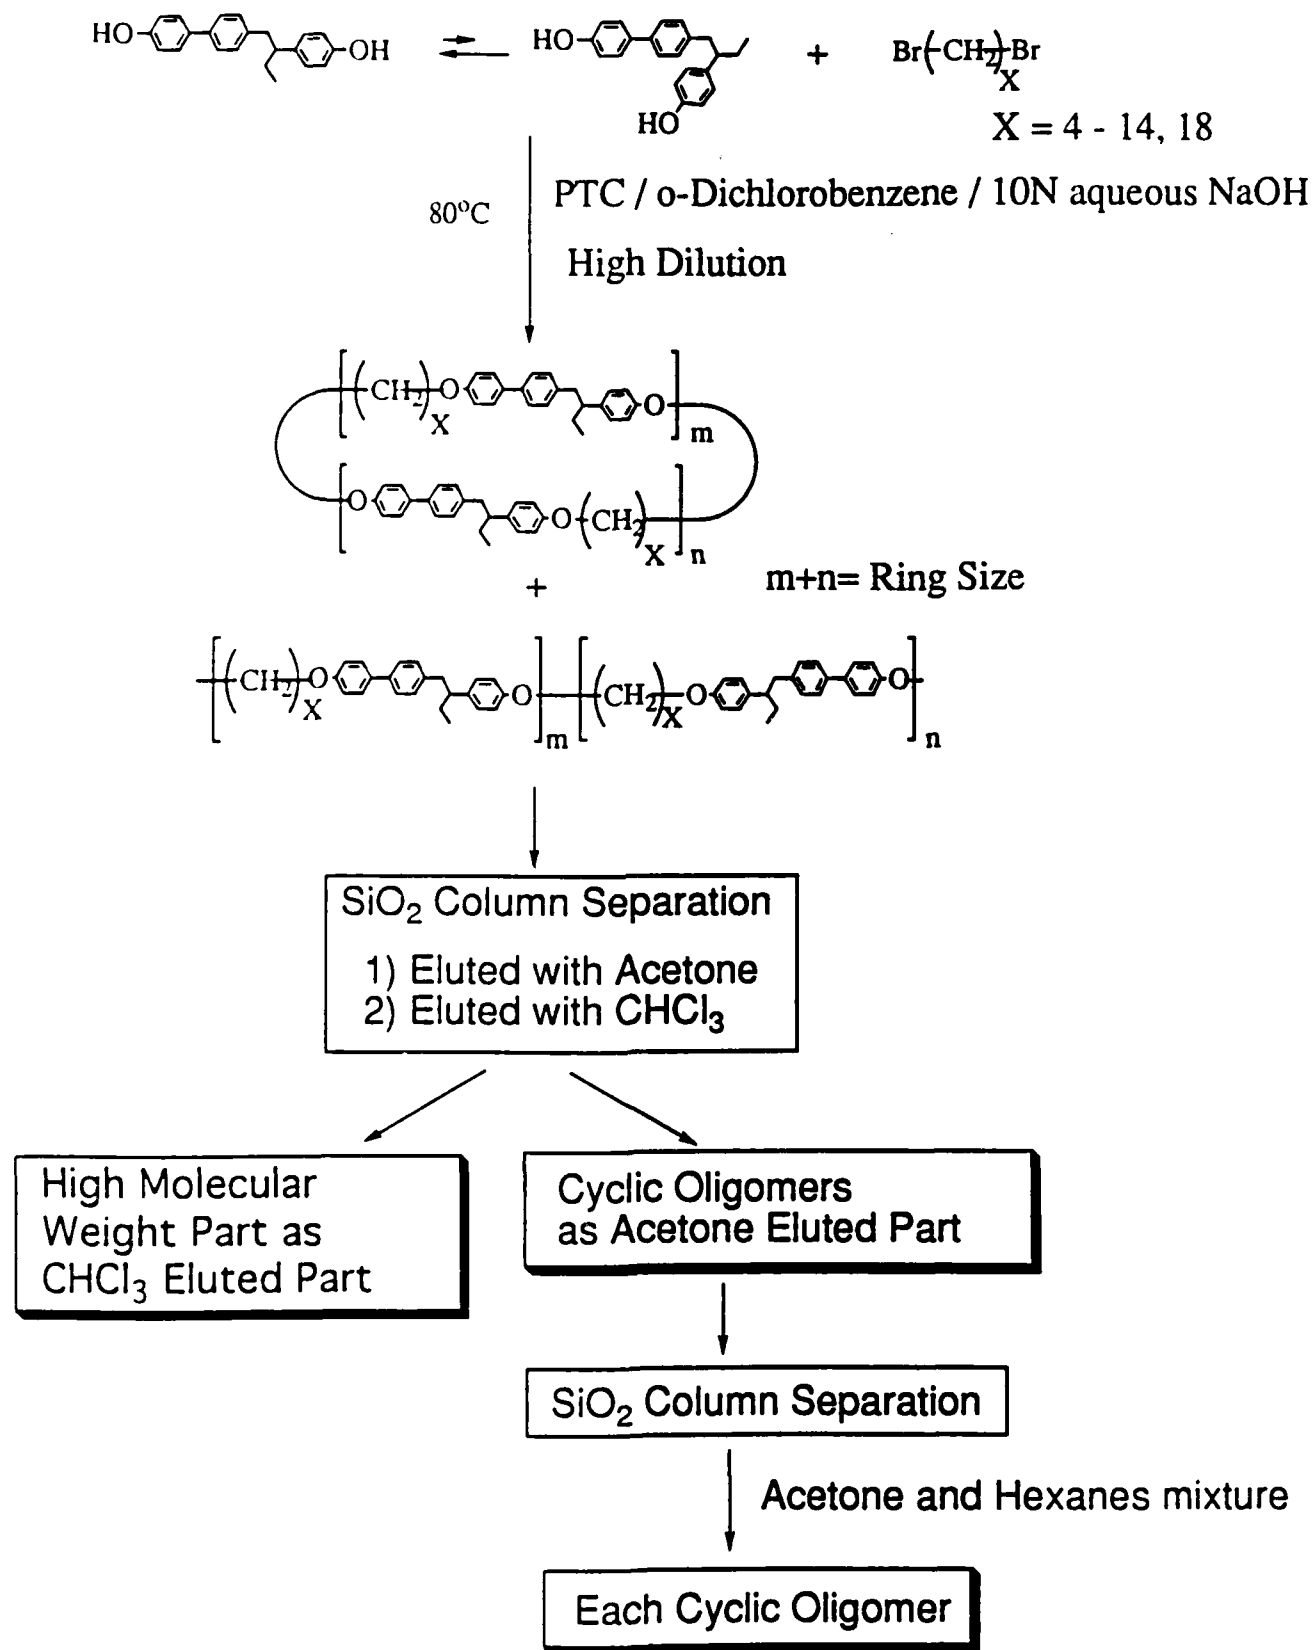 HO OH HO HO + Br(CH2)XBr
X = 4 - 14, 18
80°C
PTC / o-Dichlorobenzene / 10N aqueous NaOH
High Dilution
[(CH2)X O O]m
[O O (CH2)X]n
+
m+n= Ring Size
[(CH2)X O O]m [(CH2)X O O]n
SiO2 Column Separation
1) Eluted with Acetone
2) Eluted with CHCl3
High Molecular
Weight Part as
CHCl3 Eluted Part
Cyclic Oligomers
as Acetone Eluted Part
SiO2 Column Separation
Acetone and Hexanes mixture
Each Cyclic Oligomer